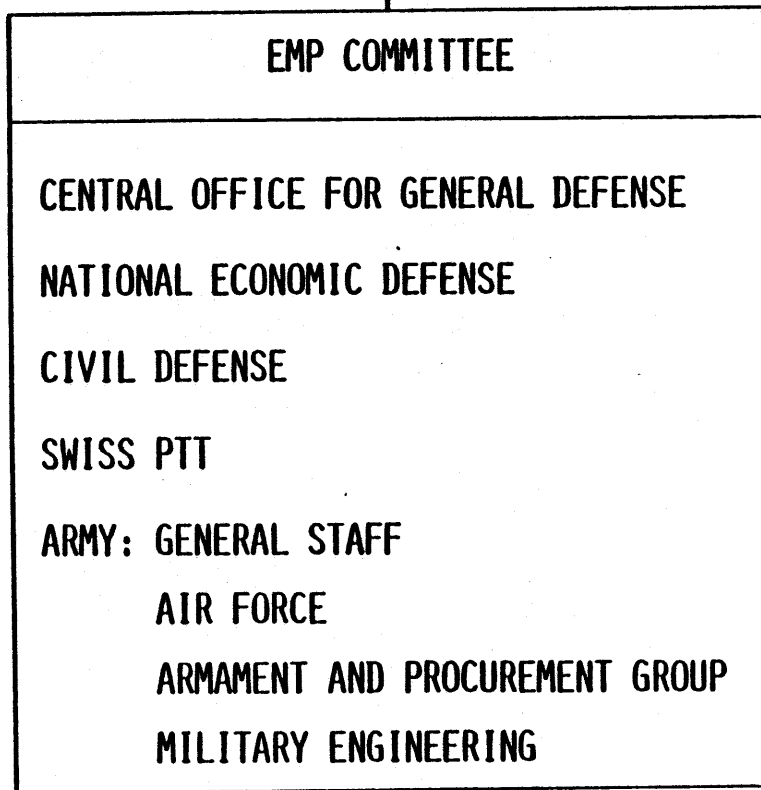 EMP COMMITTEE
CENTRAL OFFICE FOR GENERAL DEFENSE
NATIONAL ECONOMIC DEFENSE
CIVIL DEFENSE
SWISS PTT
ARMY: GENERAL STAFF
AIR FORCE
ARMAMENT AND PROCUREMENT GROUP
MILITARY ENGINEERING